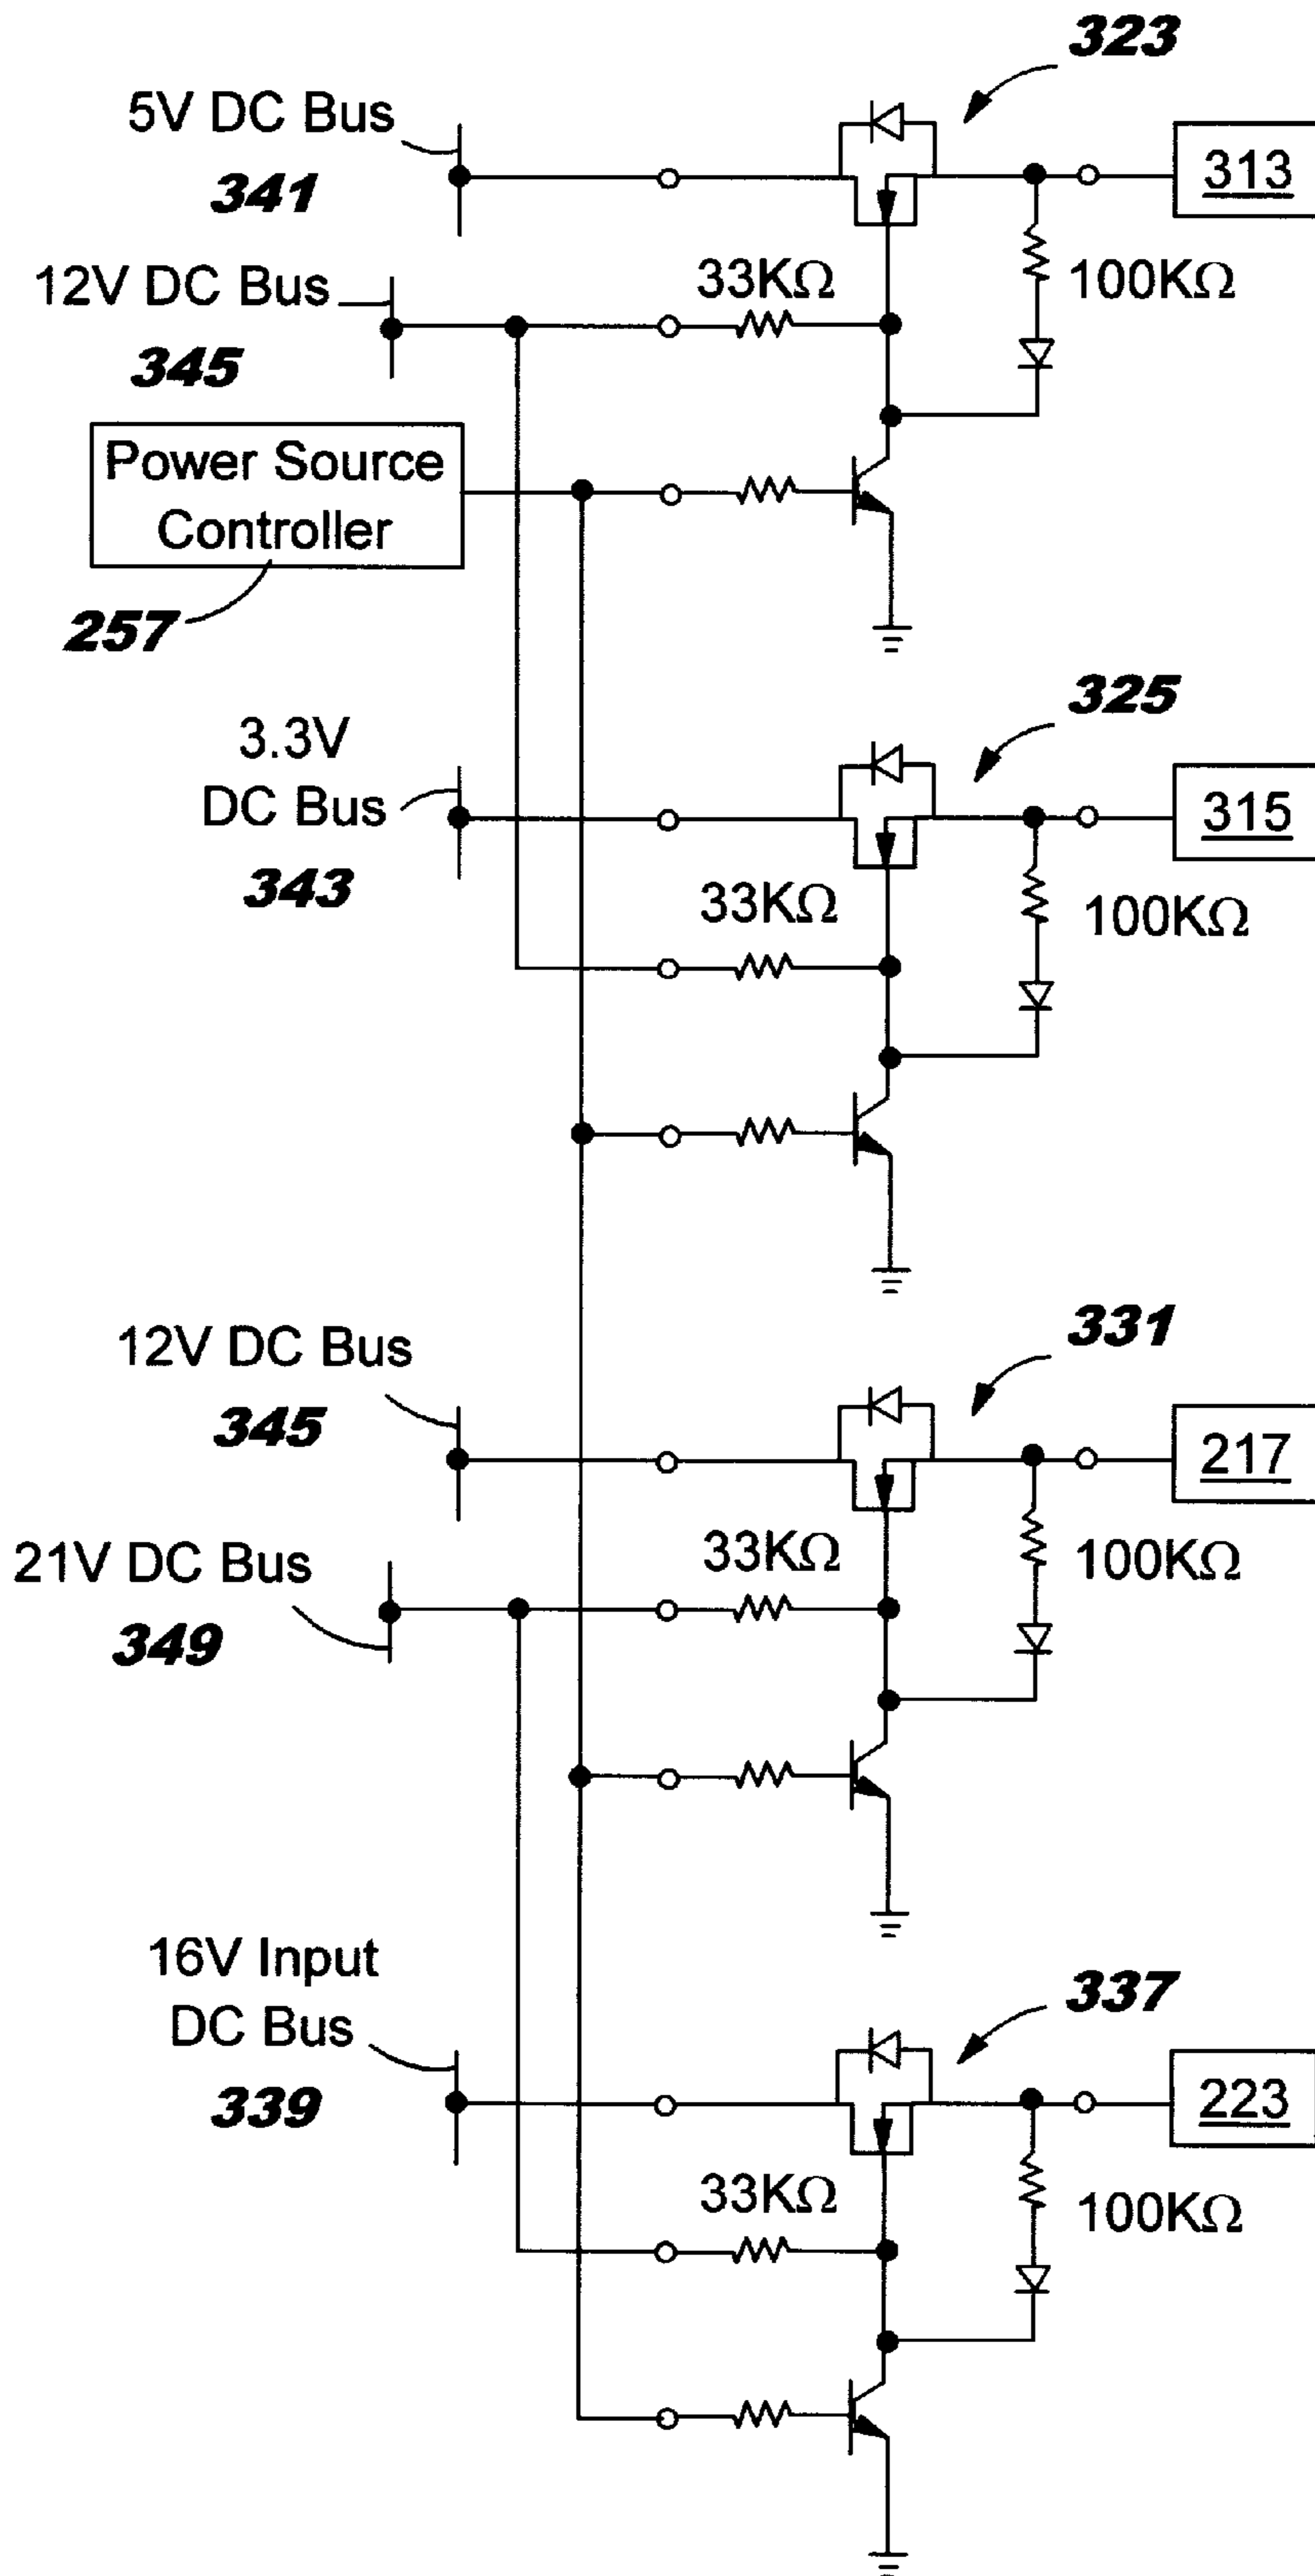 323
5V DC Bus
341
313
12V DC Bus
345
33KΩ
100KΩ
Power Source
Controller
257
325
3.3V
DC Bus
343
315
33KΩ
100KΩ
331
12V DC Bus
345
217
21V DC Bus
349
33KΩ
100KΩ
337
16V Input
DC Bus
339
223
33KΩ
100KΩ